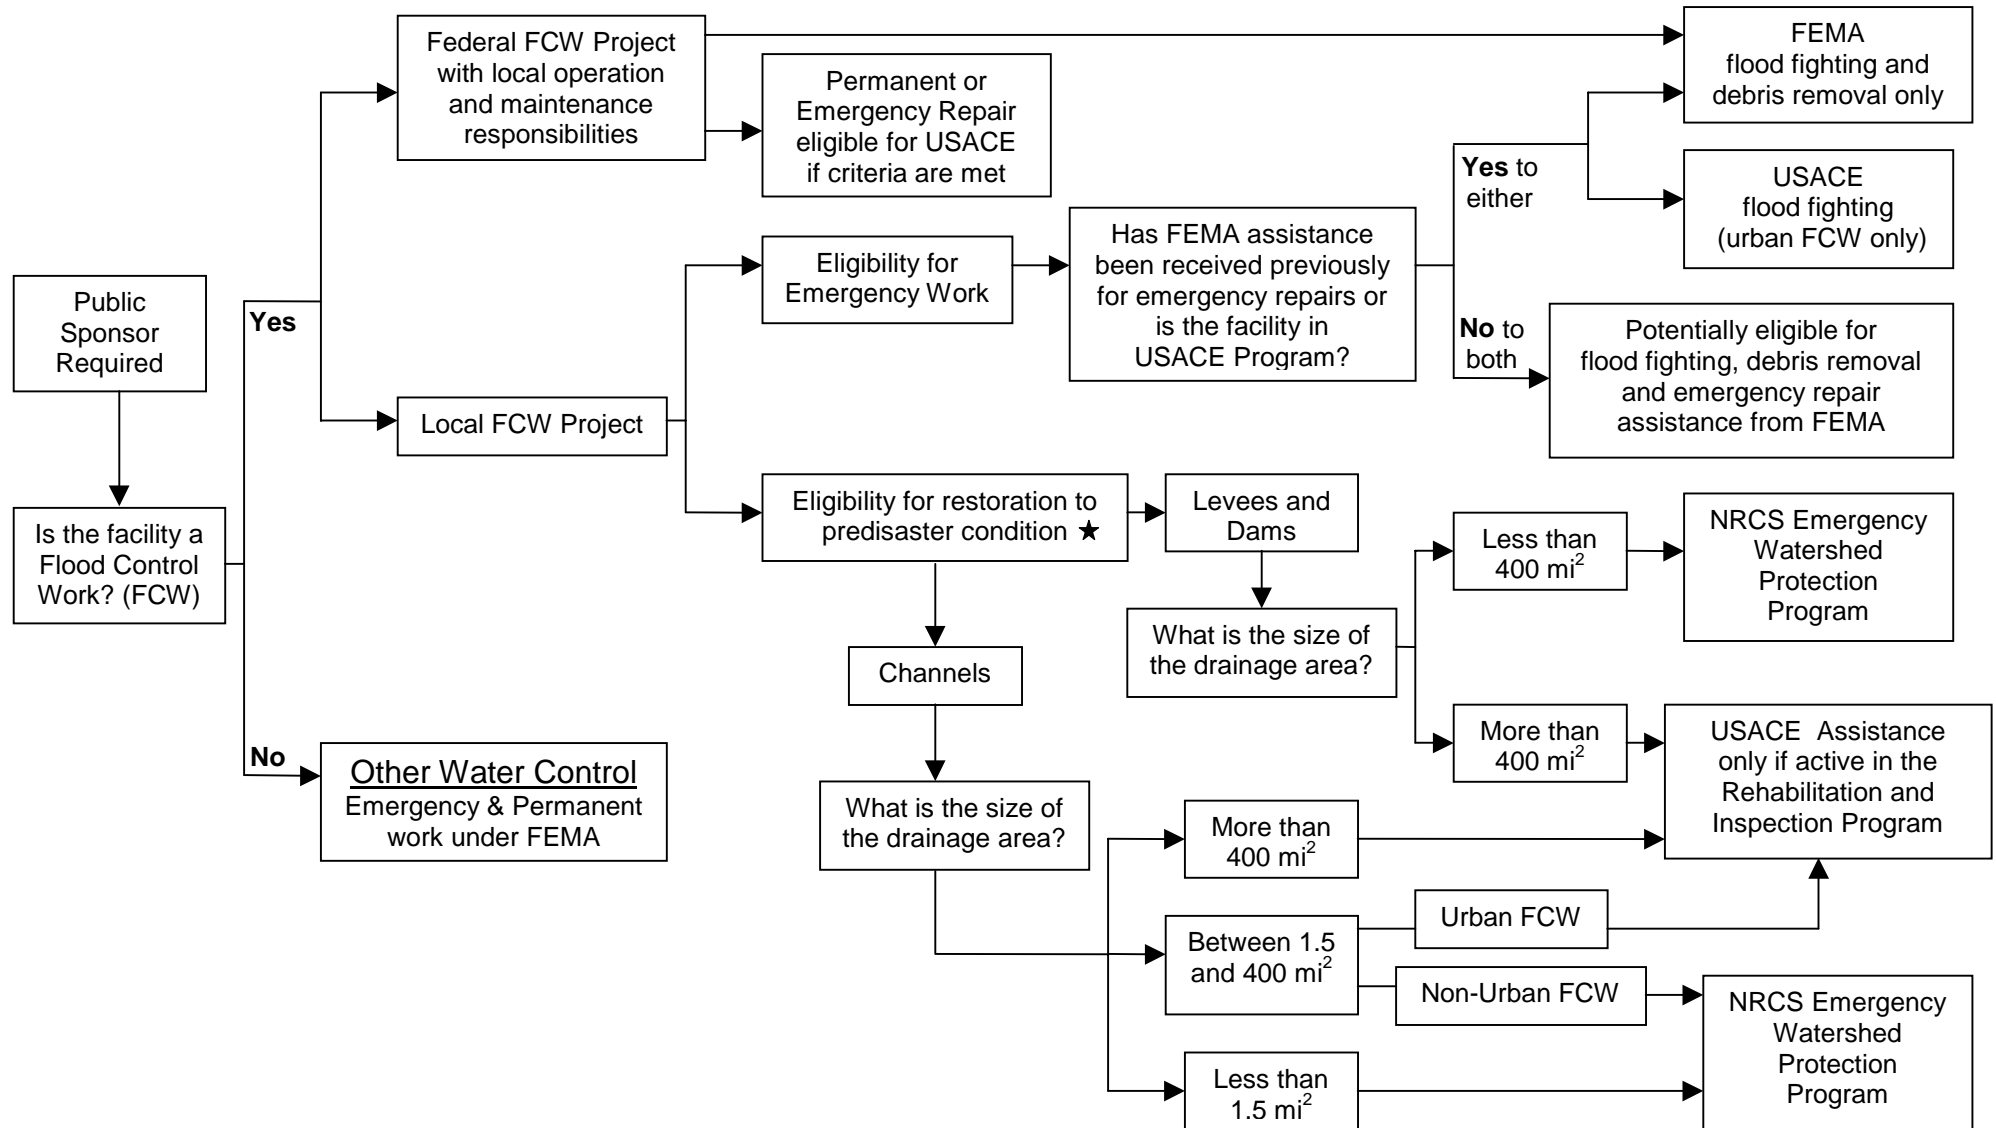 Federal FCW Project
with local operation
and maintenance
responsibilities
Permanent or
Emergency Repair
eligible for USACE
if criteria are met
FEMA
flood fighting and
debris removal only
Yes to
either
USACE
flood fighting
(urban FCW only)
Public
Sponsor
Required
Yes
Eligibility for
Emergency Work
Has FEMA assistance
been received previously
for emergency repairs or
is the facility in
USACE Program?
No to
both
Potentially eligible for
flood fighting, debris removal
and emergency repair
assistance from FEMA
Local FCW Project
Is the facility a
Flood Control
Work? (FCW)
Eligibility for restoration to
predisaster condition ★
Levees and
Dams
Less than
400 mi²
NRCS Emergency
Watershed
Protection
Program
What is the size of
the drainage area?
Channels
More than
400 mi²
USACE Assistance
only if active in the
Rehabilitation and
Inspection Program
No
Other Water Control
Emergency & Permanent
work under FEMA
What is the size of
the drainage area?
More than
400 mi²
Between 1.5
and 400 mi²
Urban FCW
Non-Urban FCW
Less than
1.5 mi²
NRCS Emergency
Watershed
Protection
Program